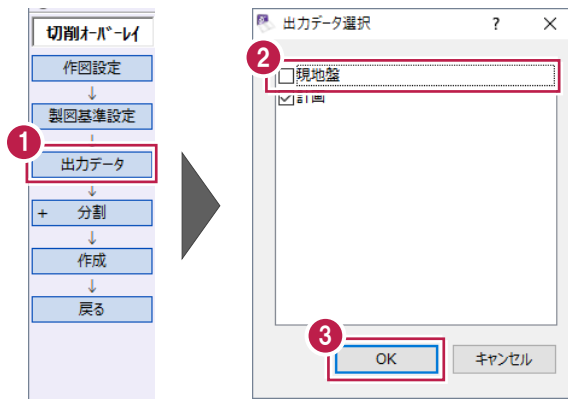 切削ｵｰﾊﾞｰﾚｲ
作図設定
↓
製図基準設定
↓
1
出力データ
↓
+ 分割
↓
作成
↓
戻る
出力データ選択 ? ×
2
現地盤
計画
3
OK キャンセル